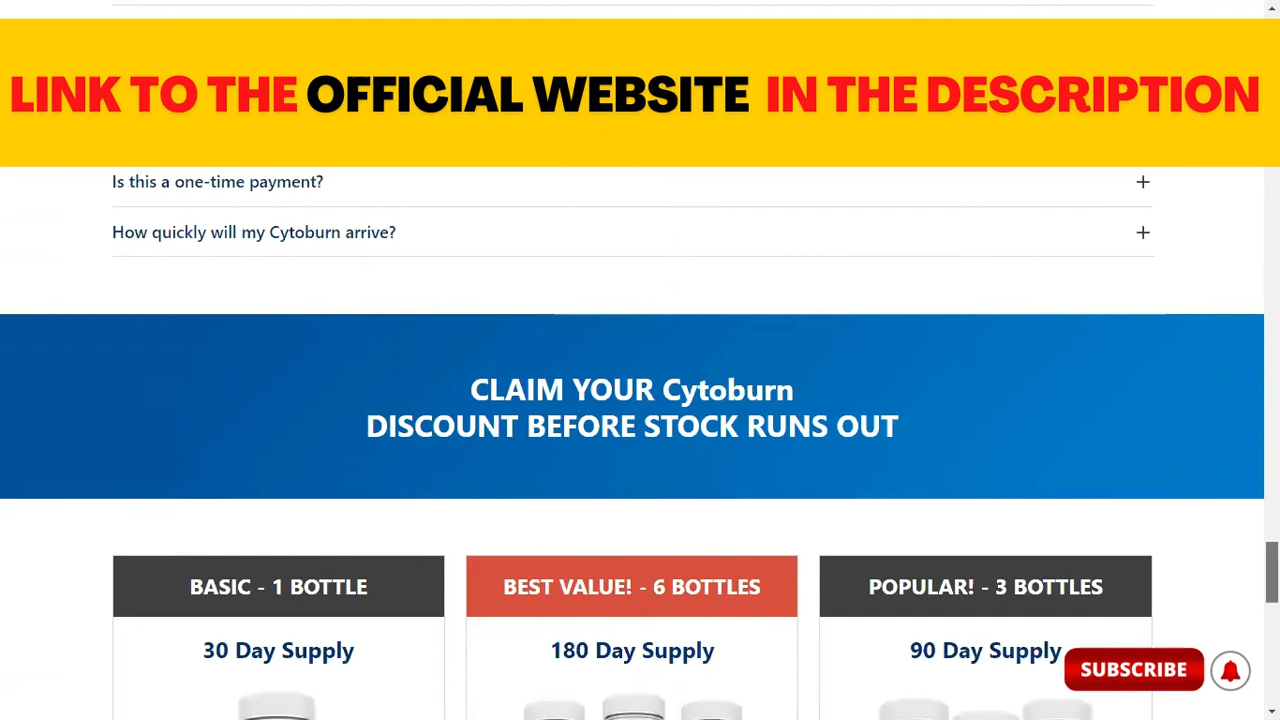 LINK TO THE OFFICIAL WEBSITE IN THE DESCRIPTION
Is this a one-time payment?
How quickly will my Cytoburn arrive?
CLAIM YOUR Cytoburn
DISCOUNT BEFORE STOCK RUNS OUT
BASIC - 1 BOTTLE
30 Day Supply
BEST VALUE! - 6 BOTTLES
180 Day Supply
POPULAR! - 3 BOTTLES
90 Day Supply
SUBSCRIBE